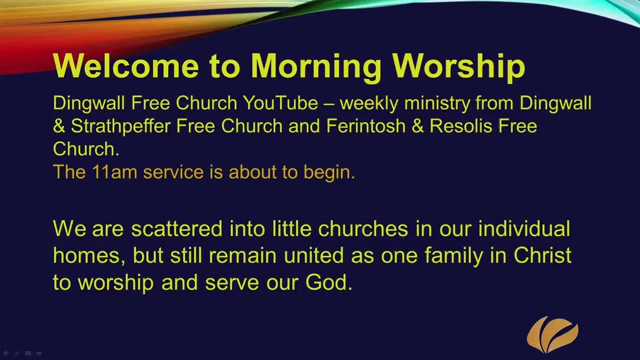 Welcome to Morning Worship
Dingwall Free Church YouTube – weekly ministry from Dingwall
& Strathpeffer Free Church and Ferintosh & Resolis Free
Church.
The 11am service is about to begin.
We are scattered into little churches in our individual
homes, but still remain united as one family in Christ
to worship and serve our God.